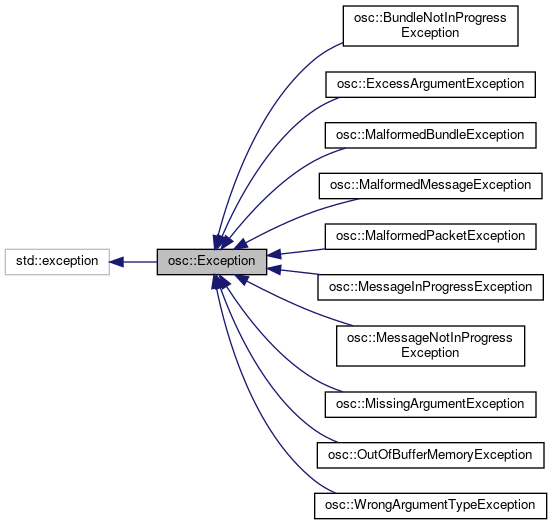 osc::BundleNotInProgress
Exception
osc::ExcessArgumentException
osc::MalformedBundleException
osc::MalformedMessageException
osc::MalformedPacketException
std::exception
osc::Exception
osc::MessageInProgressException
osc::MessageNotInProgress
Exception
osc::MissingArgumentException
osc::OutOfBufferMemoryException
osc::WrongArgumentTypeException